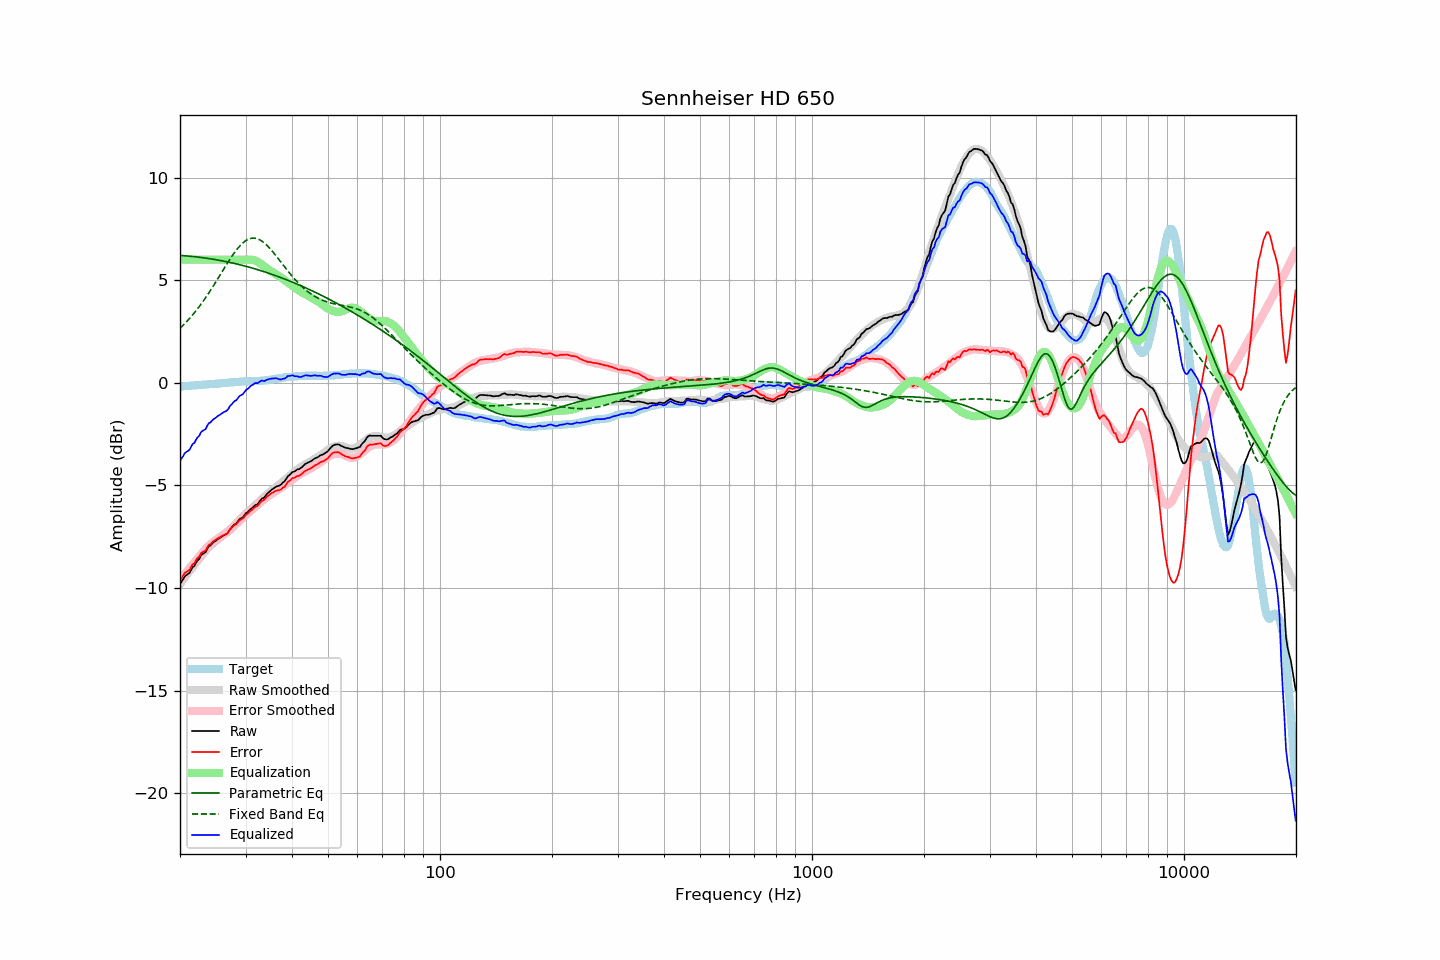 Sennheiser HD 650
Amplitude (dBr)
10
5
0
−5
−10
−15
−20
Target
Raw Smoothed
Error Smoothed
Raw
Error
Equalization
Parametric Eq
Fixed Band Eq
Equalized
100
1000
10000
Frequency (Hz)